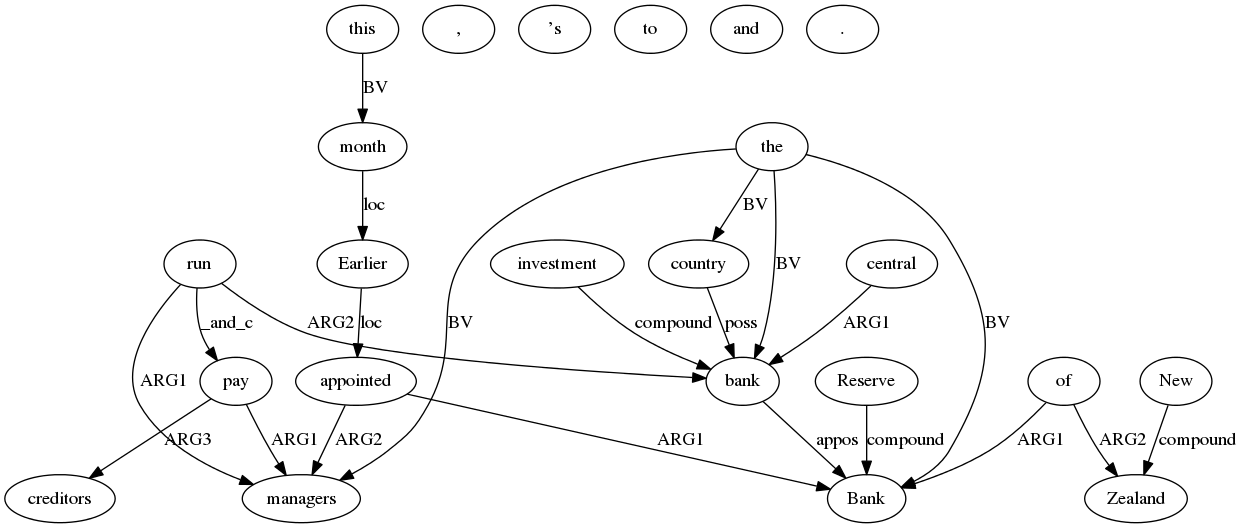 this , ’s to and .
BV
month the
loc BV
run Earlier investment country central
_and_c ARG2 loc BV compound poss BV ARG1 BV
ARG1
pay appointed bank Reserve of New
ARG3 ARG1 ARG2 ARG1 appos compound ARG1 ARG2 compound
creditors managers Bank Zealand